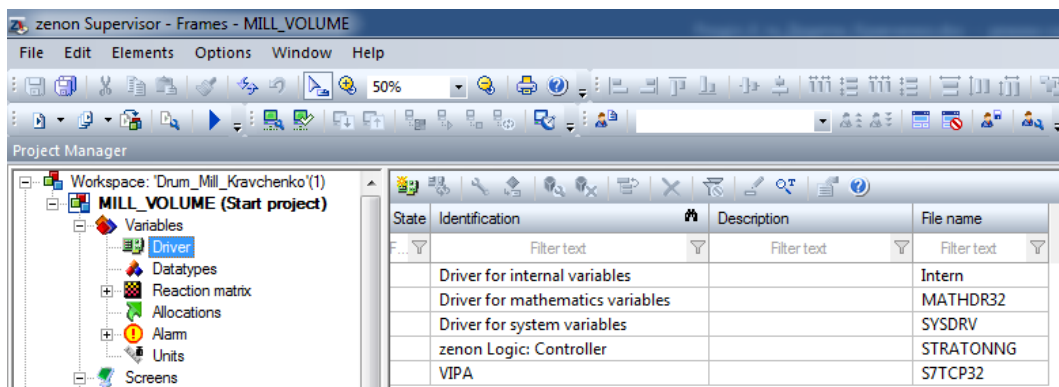 zenon Supervisor - Frames - MILL_VOLUME
File Edit Elements Options Window Help
50%
Project Manager
Workspace: 'Drum_Mill_Kravchenko'(1)
MILL_VOLUME (Start project)
Variables
Driver
Datatypes
Reaction matrix
Allocations
Alarm
Units
Screens
State Identification Description File name
F... Filter text Filter text Filter text
Driver for internal variables Intern
Driver for mathematics variables MATHDR32
Driver for system variables SYSDRV
zenon Logic: Controller STRATONNG
VIPA S7TCP32